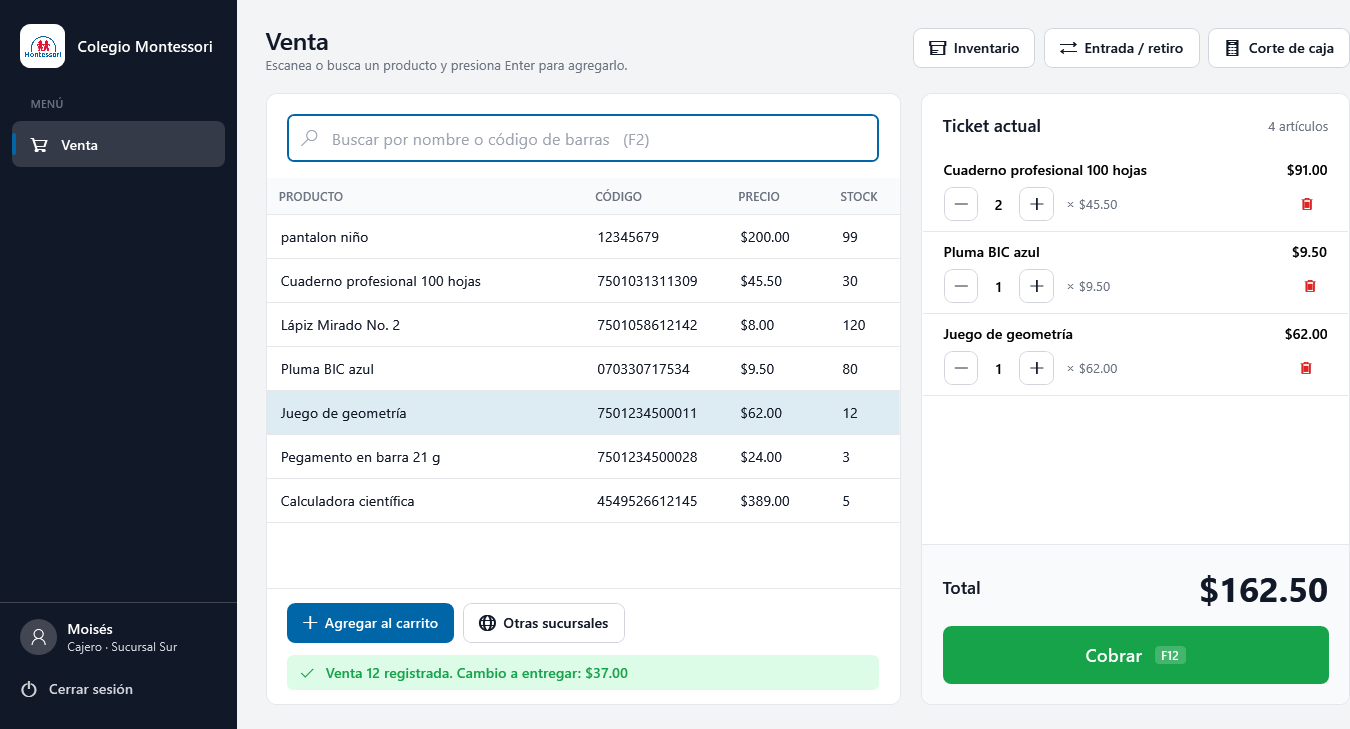 Montessori
Colegio Montessori
MENÚ
Venta
Moisés
Cajero · Sucursal Sur
Cerrar sesión
Venta
Escanea o busca un producto y presiona Enter para agregarlo.
Inventario
Entrada / retiro
Corte de caja
Buscar por nombre o código de barras (F2)
PRODUCTO CÓDIGO PRECIO STOCK
pantalon niño 12345679 $200.00 99
Cuaderno profesional 100 hojas 7501031311309 $45.50 30
Lápiz Mirado No. 2 7501058612142 $8.00 120
Pluma BIC azul 070330717534 $9.50 80
Juego de geometría 7501234500011 $62.00 12
Pegamento en barra 21 g 7501234500028 $24.00 3
Calculadora científica 4549526612145 $389.00 5
Agregar al carrito
Otras sucursales
Venta 12 registrada. Cambio a entregar: $37.00
Ticket actual 4 artículos
Cuaderno profesional 100 hojas $91.00
2 × $45.50
Pluma BIC azul $9.50
1 × $9.50
Juego de geometría $62.00
1 × $62.00
Total $162.50
Cobrar F12